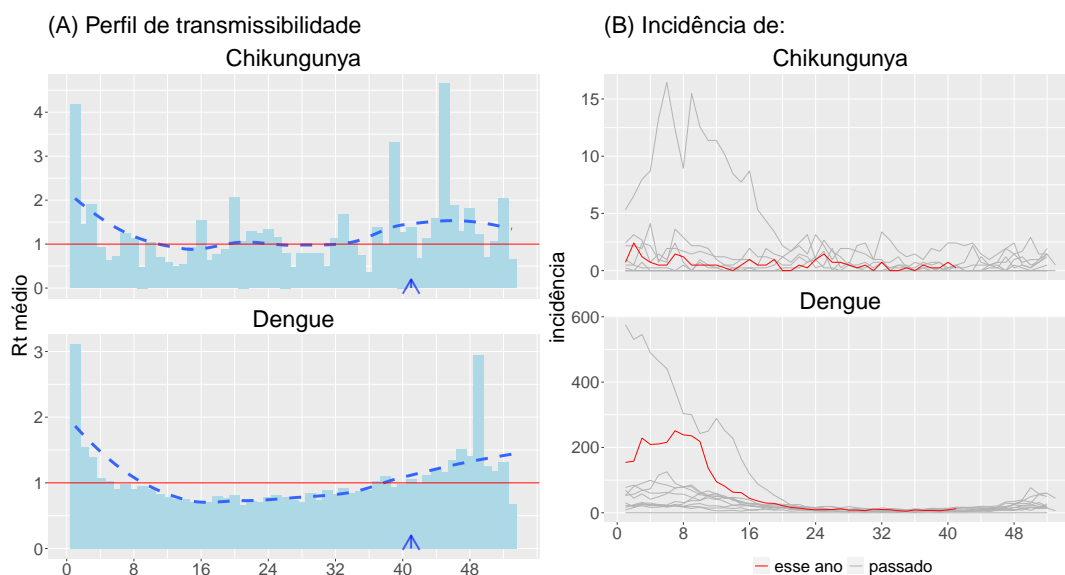 (A) Perfil de transmissibilidade
Chikungunya
4
3
2
1
0
Dengue
3
2
1
0
0 8 16 24 32 40 48
Rt médio
(B) Incidência de:
Chikungunya
15
10
5
0
Dengue
600
400
200
0
0 8 16 24 32 40 48
incidência
esse ano passado